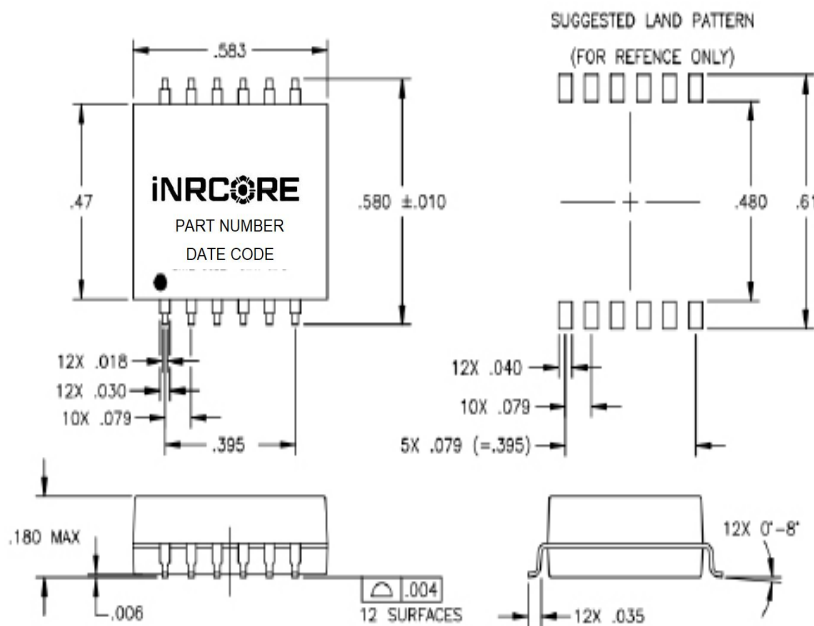 .583
SUGGESTED LAND PATTERN
(FOR REFENCE ONLY)
.47
iNRCORE
PART NUMBER
DATE CODE
.580 ±.010
.480
.61
12X .018
12X .030
10X .079
.395
12X .040
10X .079
5X .079 (=.395)
.180 MAX
.006
.004
12 SURFACES
12X 0°-8°
12X .035